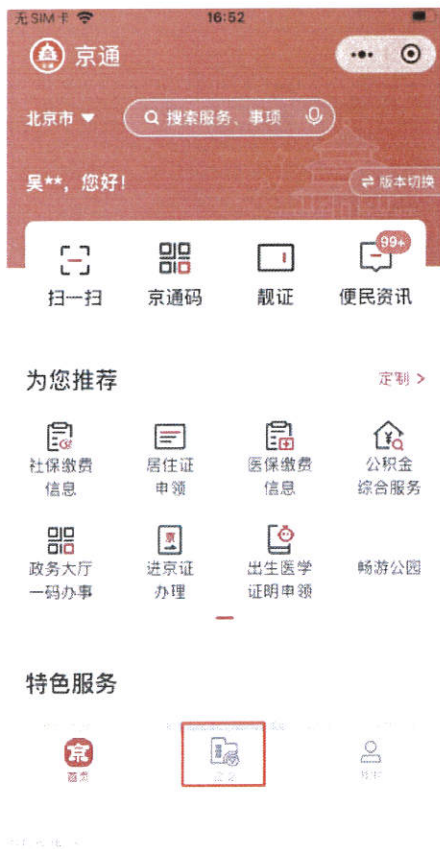 无SIM卡 16:52
京通
北京市 搜索服务、事项
吴**，您好！ 版本切换
99+
扫一扫 京通码 靓证 便民资讯
为您推荐 定制 >
社保缴费 居住证 医保缴费 公积金
信息 申领 信息 综合服务
政务大厅 进京证 出生医学 畅游公园
一码办事 办理 证明申领
特色服务
京
首页